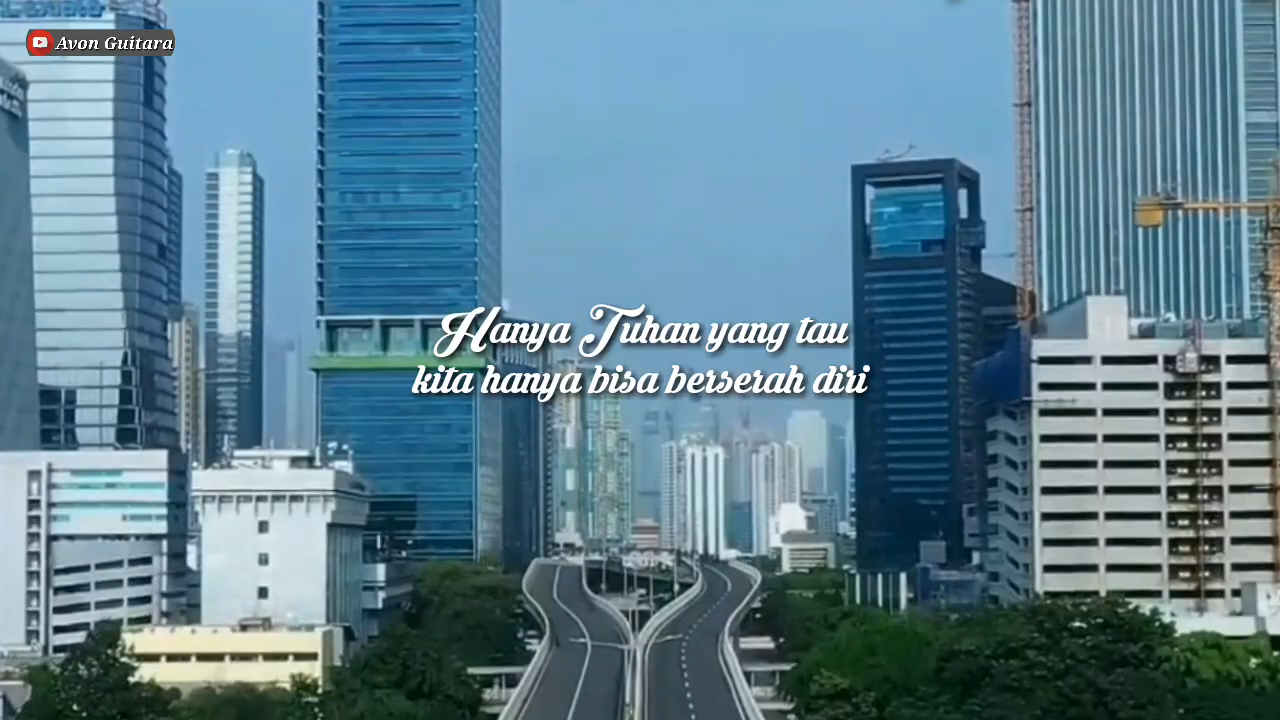 Avon Guitara
Hanya Tuhan yang tau
kita hanya bisa berserah diri